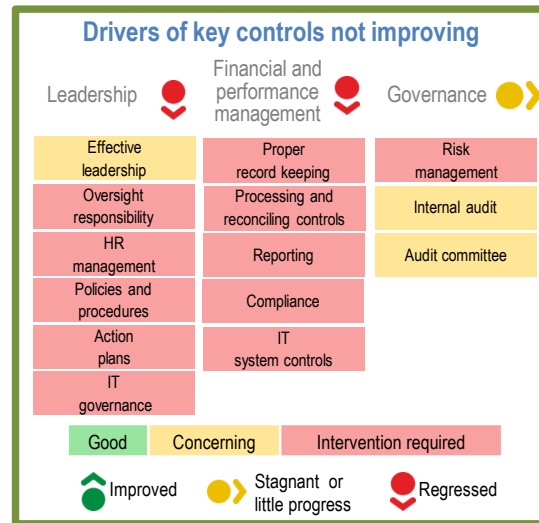 Drivers of key controls not improving
Leadership
Financial and
performance
management
Governance
Effective
leadership
Oversight
responsibility
HR
management
Policies and
procedures
Action
plans
IT
governance
Proper
record keeping
Processing and
reconciling controls
Reporting
Compliance
IT
system controls
Risk
management
Internal audit
Audit committee
Good
Concerning
Intervention required
Improved
Stagnant or
little progress
Regressed